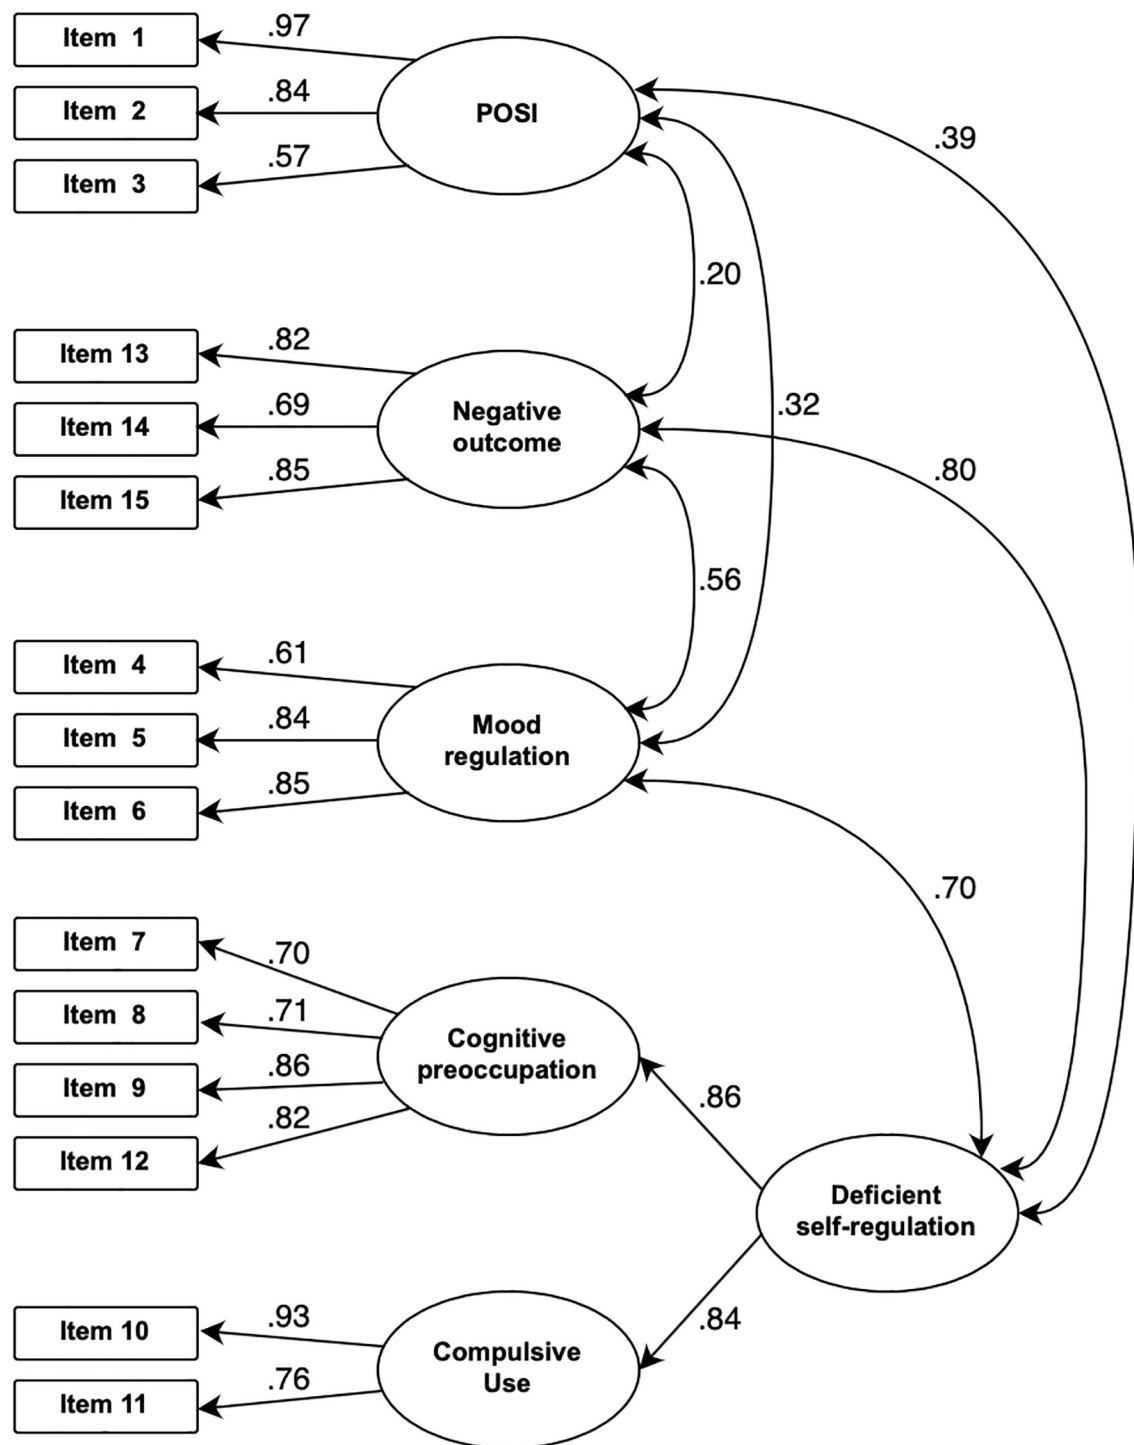 Item 1
.97
Item 2
.84
POSI
Item 3
.57
.39
.20
Item 13
.82
Item 14
.69
Negative
outcome
.32
Item 15
.85
.80
.56
Item 4
.61
Item 5
.84
Mood
regulation
Item 6
.85
.70
Item 7
.70
Item 8
.71
Cognitive
preoccupation
Item 9
.86
.86
Item 12
.82
Deficient
self-regulation
Item 10
.93
.84
Compulsive
Use
Item 11
.76